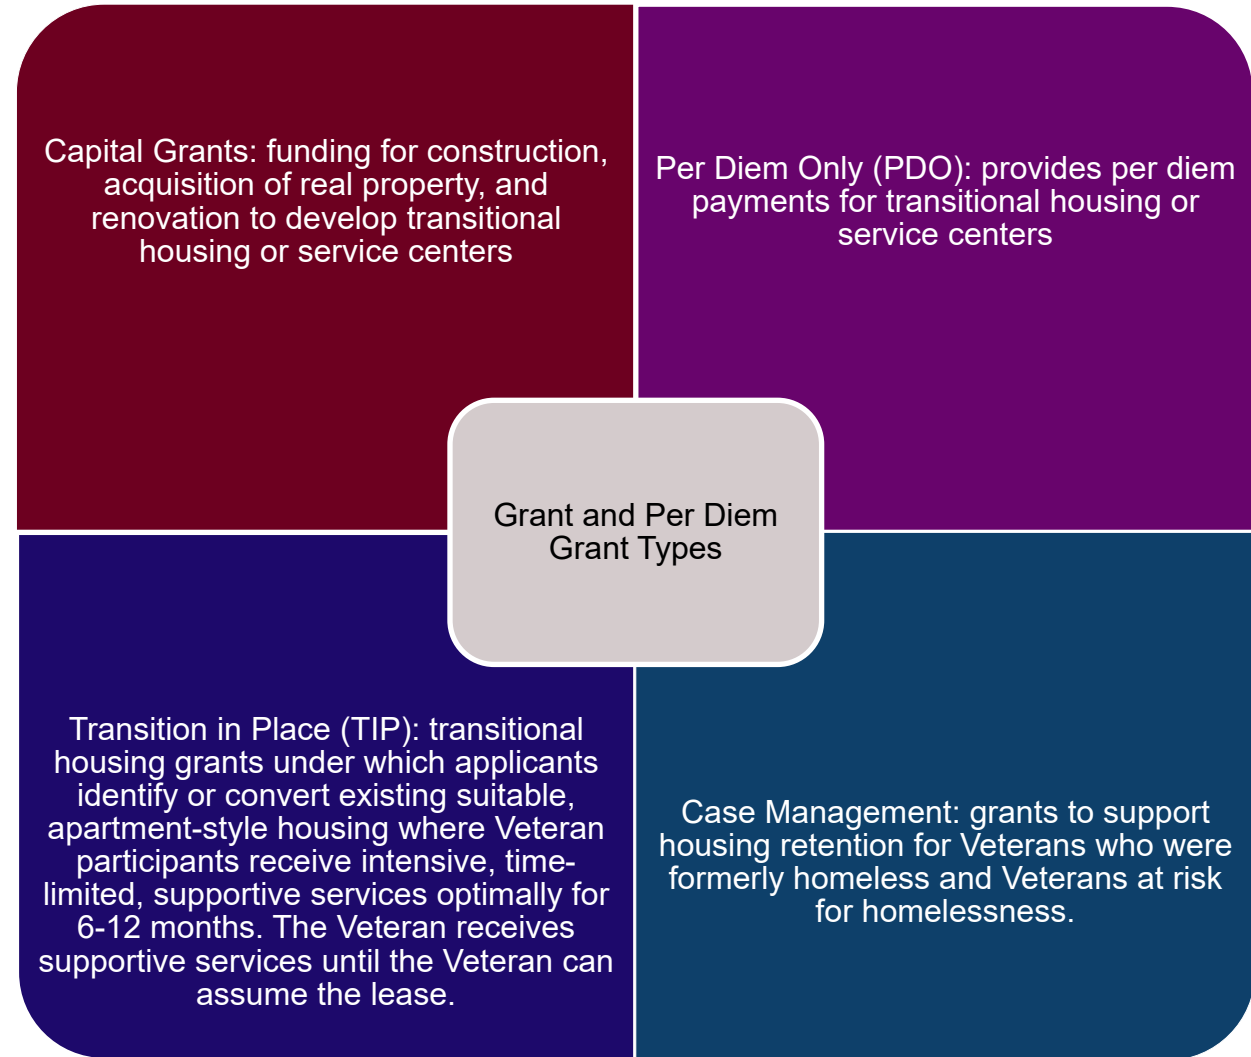 Capital Grants: funding for construction,
acquisition of real property, and
renovation to develop transitional
housing or service centers
Per Diem Only (PDO): provides per diem
payments for transitional housing or
service centers
Grant and Per Diem
Grant Types
Transition in Place (TIP): transitional
housing grants under which applicants
identify or convert existing suitable,
apartment-style housing where Veteran
participants receive intensive, time-
limited, supportive services optimally for
6-12 months. The Veteran receives
supportive services until the Veteran can
assume the lease.
Case Management: grants to support
housing retention for Veterans who were
formerly homeless and Veterans at risk
for homelessness.